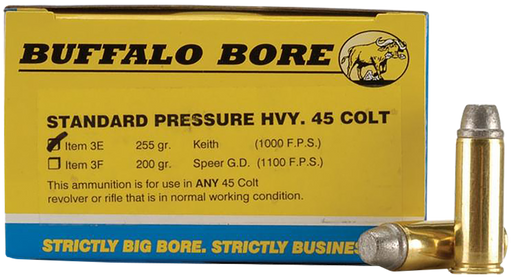 BUFFALO BORE
STANDARD PRESSURE HVY. 45 COLT
Item 3E 255 gr. Keith (1000 F.P.S.)
Item 3F 200 gr. Speer G.D. (1100 F.P.S.)
This ammunition is for use in ANY 45 Colt
revolver or rifle that is in normal working condition.
STRICTLY BIG BORE. STRICTLY BUSINES